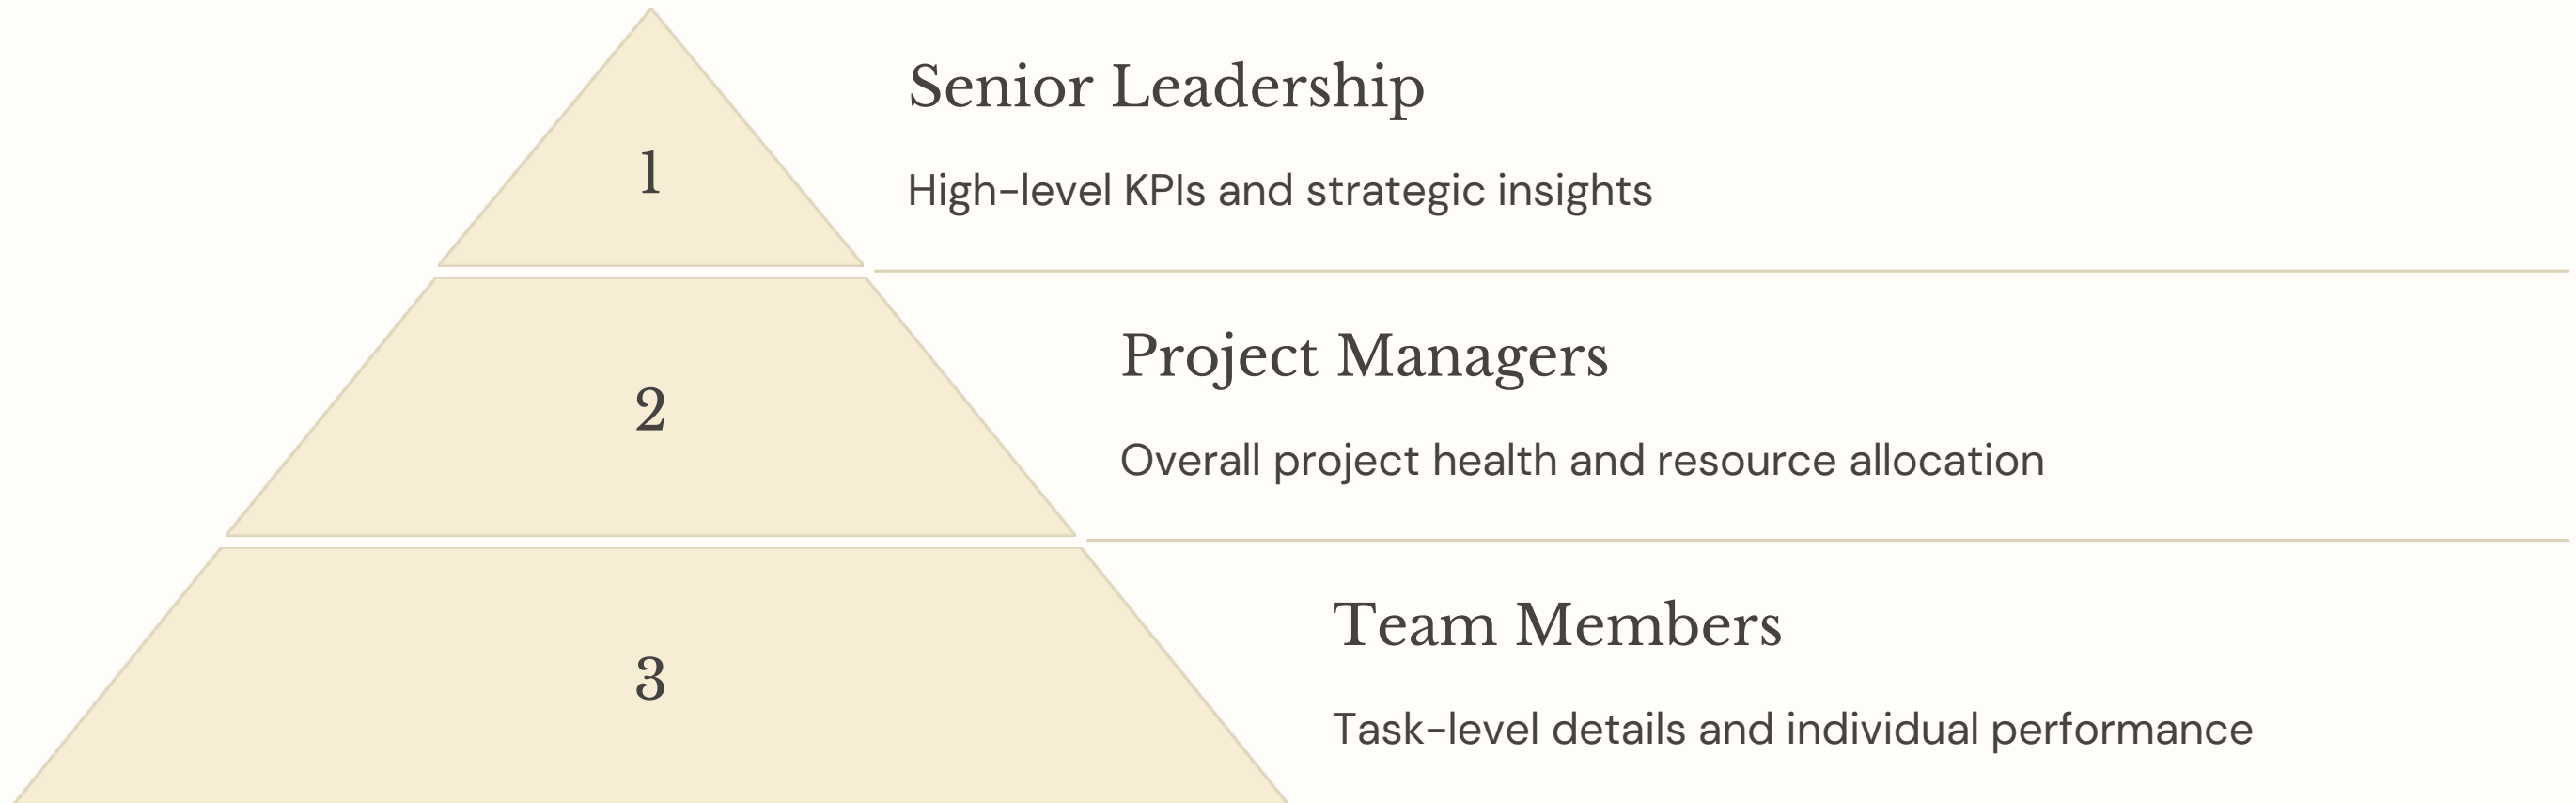 1
Senior Leadership
High-level KPIs and strategic insights
2
Project Managers
Overall project health and resource allocation
3
Team Members
Task-level details and individual performance